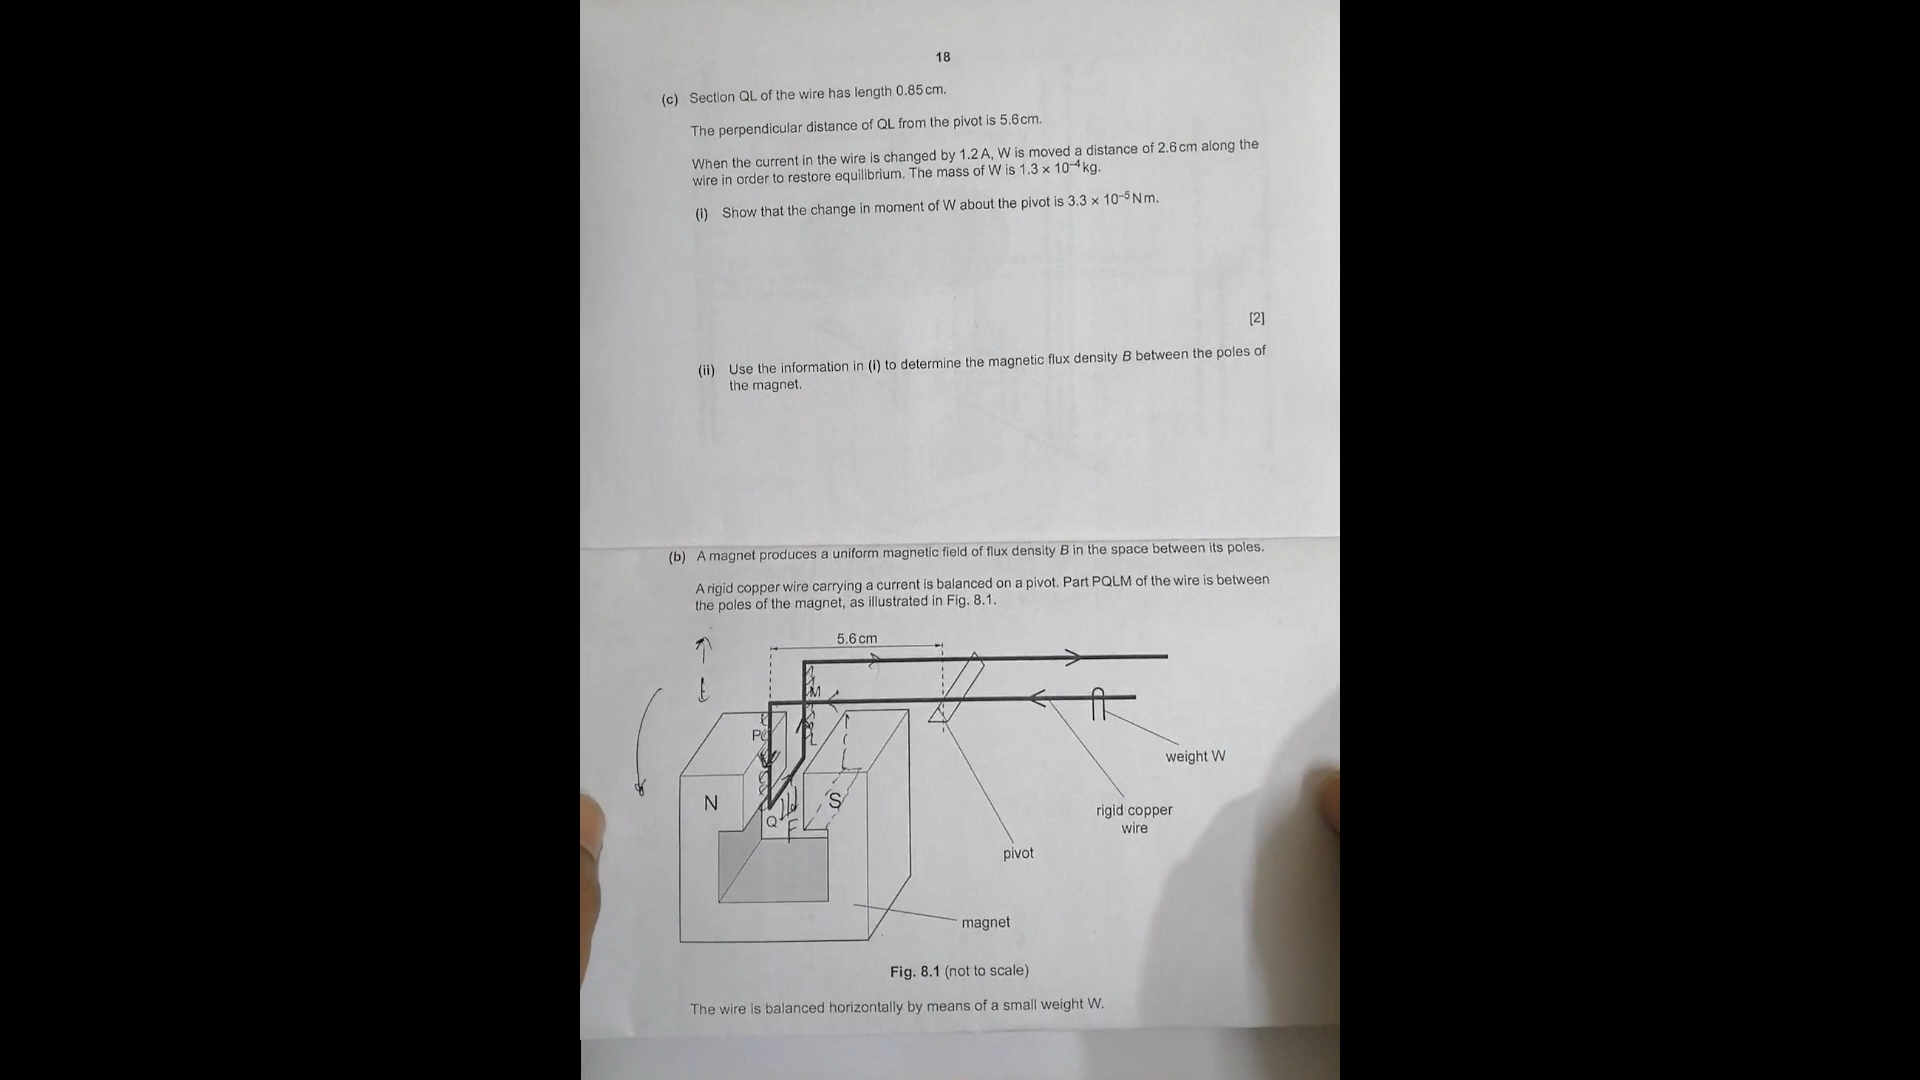 18
(c) Section QL of the wire has length 0.85 cm.
The perpendicular distance of QL from the pivot is 5.6 cm.
When the current in the wire is changed by 1.2 A, W is moved a distance of 2.6 cm along the
wire in order to restore equilibrium. The mass of W is 1.3 × 10⁻⁴ kg.
(i) Show that the change in moment of W about the pivot is 3.3 × 10⁻⁵ N m.
[2]
(ii) Use the information in (i) to determine the magnetic flux density B between the poles of
the magnet.
(b) A magnet produces a uniform magnetic field of flux density B in the space between its poles.
A rigid copper wire carrying a current is balanced on a pivot. Part PQLM of the wire is between
the poles of the magnet, as illustrated in Fig. 8.1.
5.6 cm
M
P
L
weight W
N
S
Q
F
rigid copper
wire
pivot
magnet
Fig. 8.1 (not to scale)
The wire is balanced horizontally by means of a small weight W.